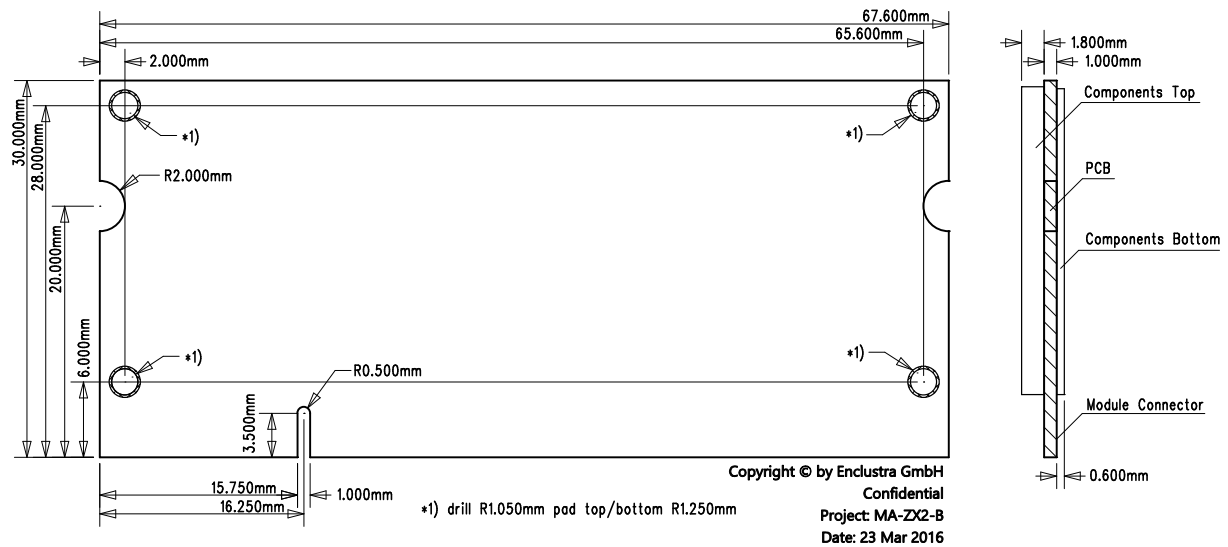 67.600mm
65.600mm
2.000mm
1.800mm
1.000mm
Components Top
*1)
*1)
30.000mm
28.000mm
R2.000mm
PCB
20.000mm
Components Bottom
6.000mm
*1)
*1)
R0.500mm
3.500mm
Module Connector
15.750mm
1.000mm
16.250mm
*1) drill R1.050mm pad top/bottom R1.250mm
0.600mm
Copyright © by Enclustra GmbH
Confidential
Project: MA-ZX2-B
Date: 23 Mar 2016